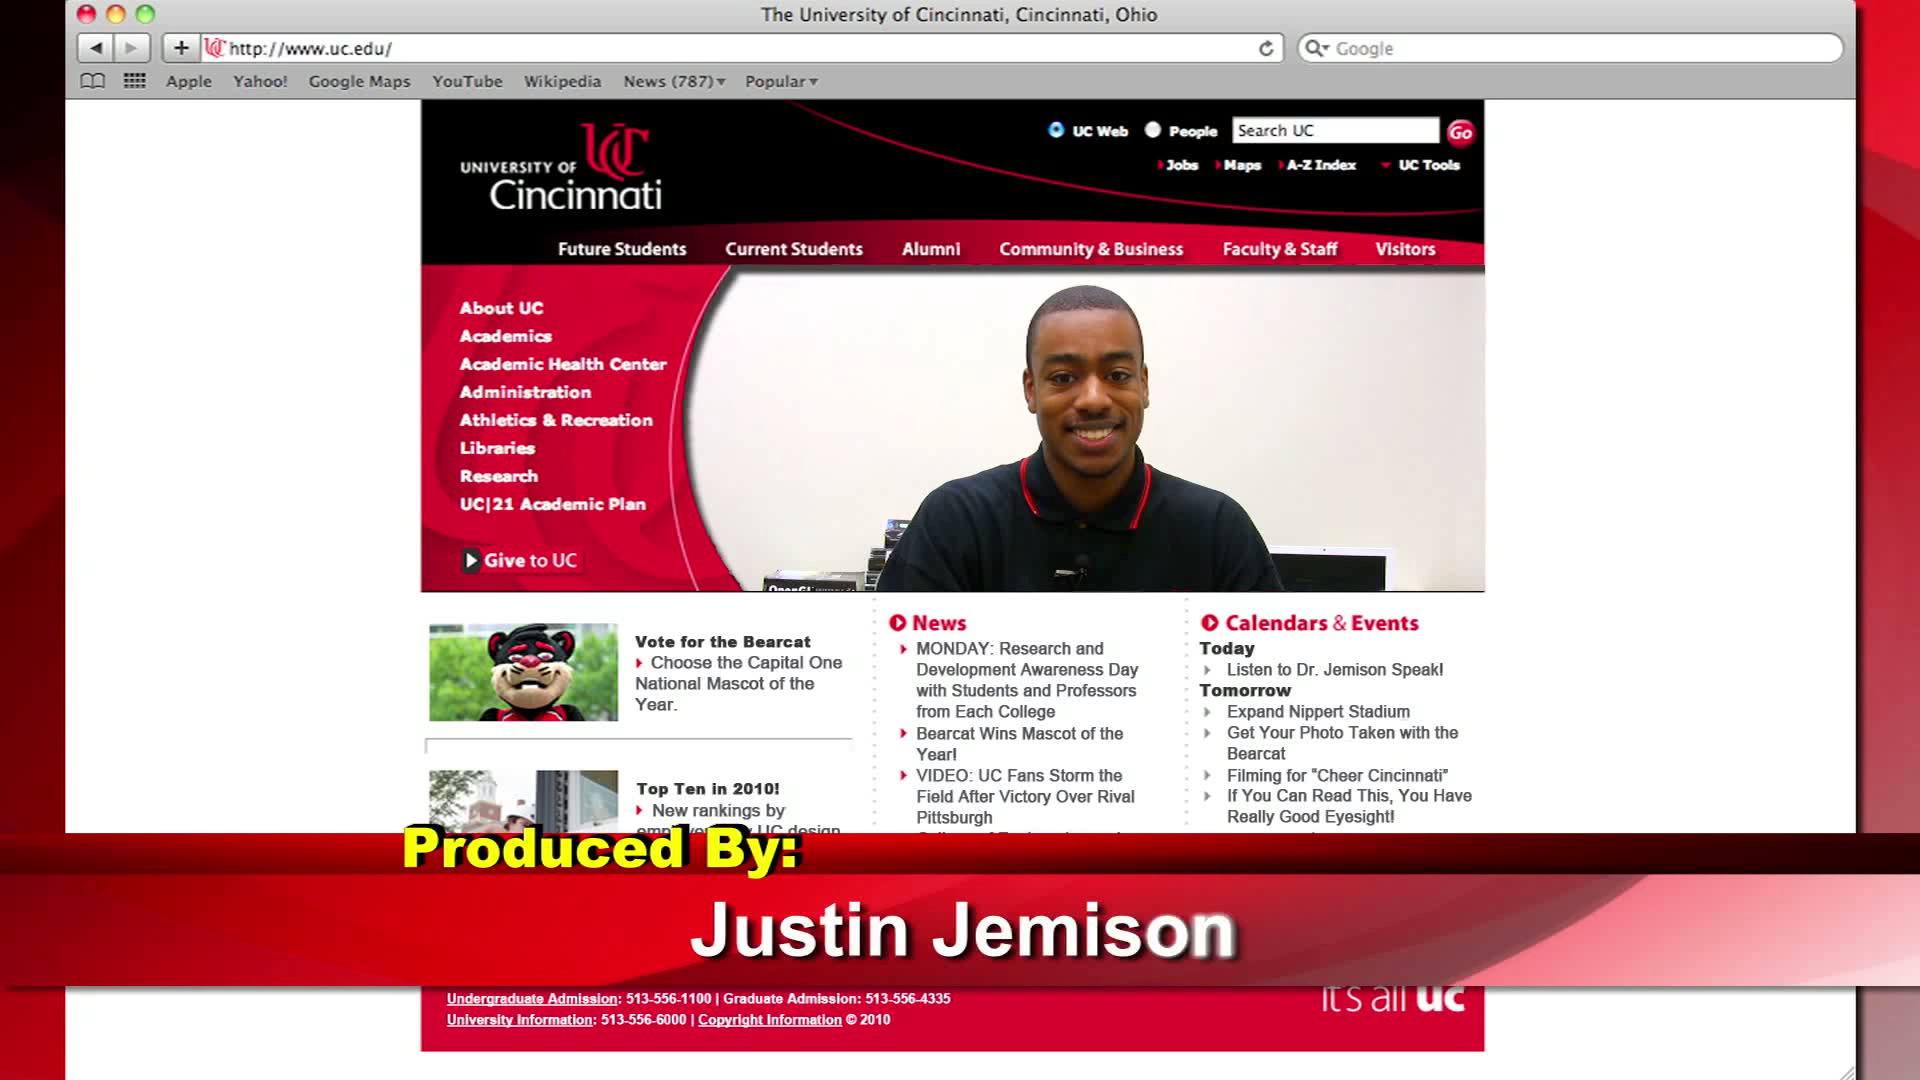 The University of Cincinnati, Cincinnati, Ohio
http://www.uc.edu/
Google
Apple Yahoo! Google Maps YouTube Wikipedia News (787) Popular
UC
UNIVERSITY OF
Cincinnati
UC Web People Search UC Go
Jobs Maps A-Z Index UC Tools
Future Students Current Students Alumni Community & Business Faculty & Staff Visitors
About UC
Academics
Academic Health Center
Administration
Athletics & Recreation
Libraries
Research
UC|21 Academic Plan
Give to UC
Vote for the Bearcat
Choose the Capital One
National Mascot of the
Year.
Top Ten in 2010!
New rankings by
News
MONDAY: Research and
Development Awareness Day
with Students and Professors
from Each College
Bearcat Wins Mascot of the
Year!
VIDEO: UC Fans Storm the
Field After Victory Over Rival
Pittsburgh
Calendars & Events
Today
Listen to Dr. Jemison Speak!
Tomorrow
Expand Nippert Stadium
Get Your Photo Taken with the
Bearcat
Filming for "Cheer Cincinnati"
If You Can Read This, You Have
Really Good Eyesight!
Produced By:
Justin Jemison
Undergraduate Admission: 513-556-1100 | Graduate Admission: 513-556-4335
University Information: 513-556-6000 | Copyright Information © 2010
it's all uc